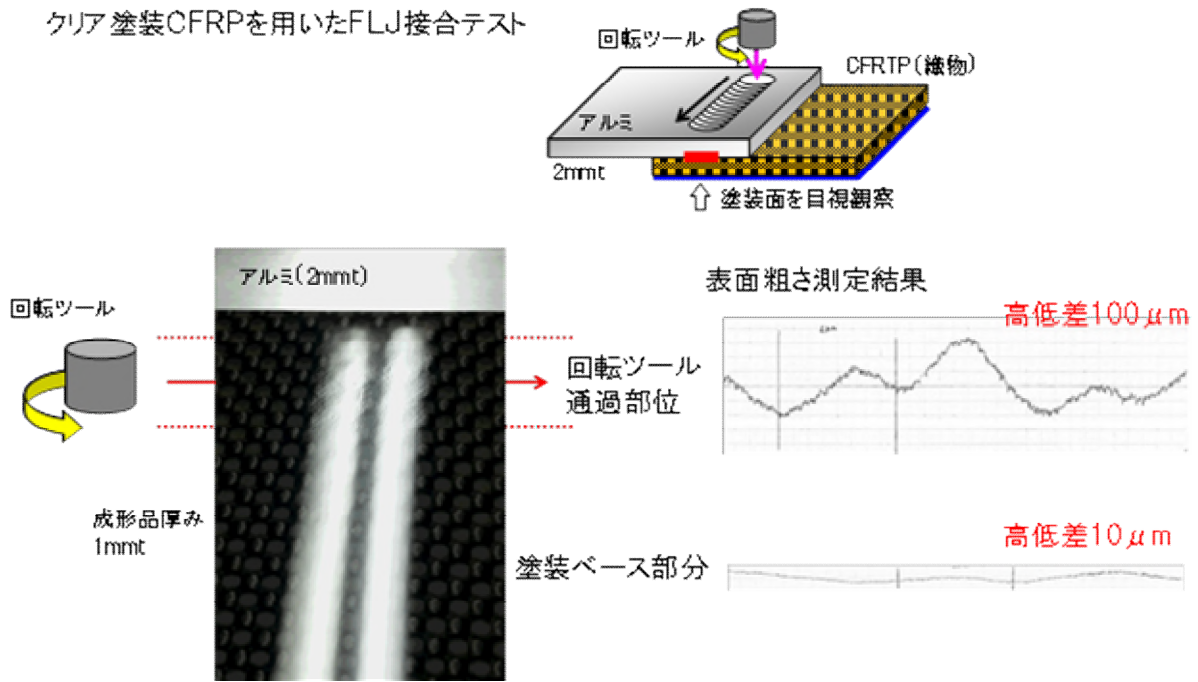 クリア塗装CFRPを用いたFLJ接合テスト
回転ツール
CFRTP(織物)
アルミ
2mmt
塗装面を目視観察
アルミ(2mmt)
回転ツール
表面粗さ測定結果
高低差100μm
回転ツール
通過部位
成形品厚み
1mmt
高低差10μm
塗装ベース部分